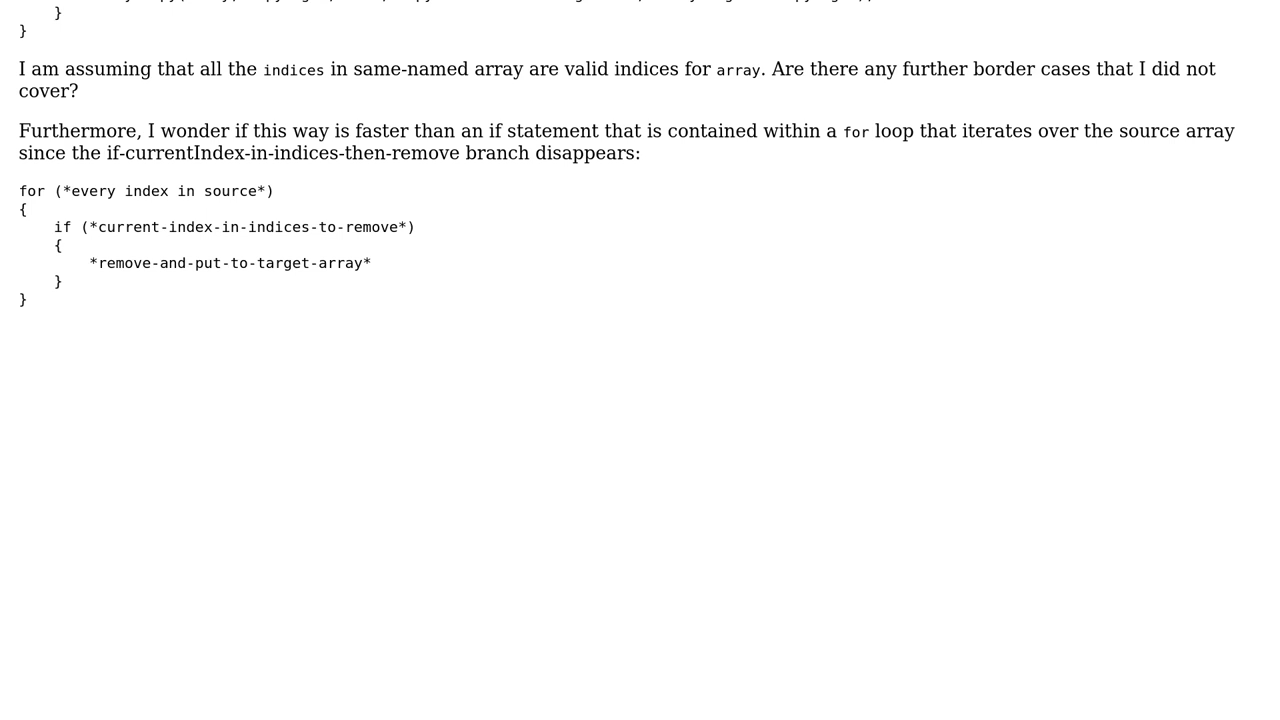 }
}
I am assuming that all the indices in same-named array are valid indices for array. Are there any further border cases that I did not
cover?
Furthermore, I wonder if this way is faster than an if statement that is contained within a for loop that iterates over the source array
since the if-currentIndex-in-indices-then-remove branch disappears:
for (*every index in source*)
{
    if (*current-index-in-indices-to-remove*)
    {
        *remove-and-put-to-target-array*
    }
}